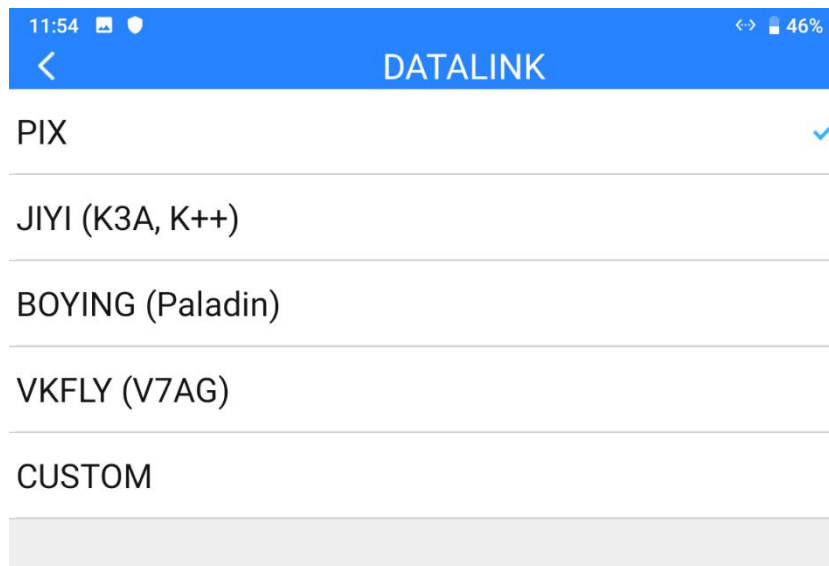 11:54 46%
DATALINK
PIX
JIYI (K3A, K++)
BOYING (Paladin)
VKFLY (V7AG)
CUSTOM